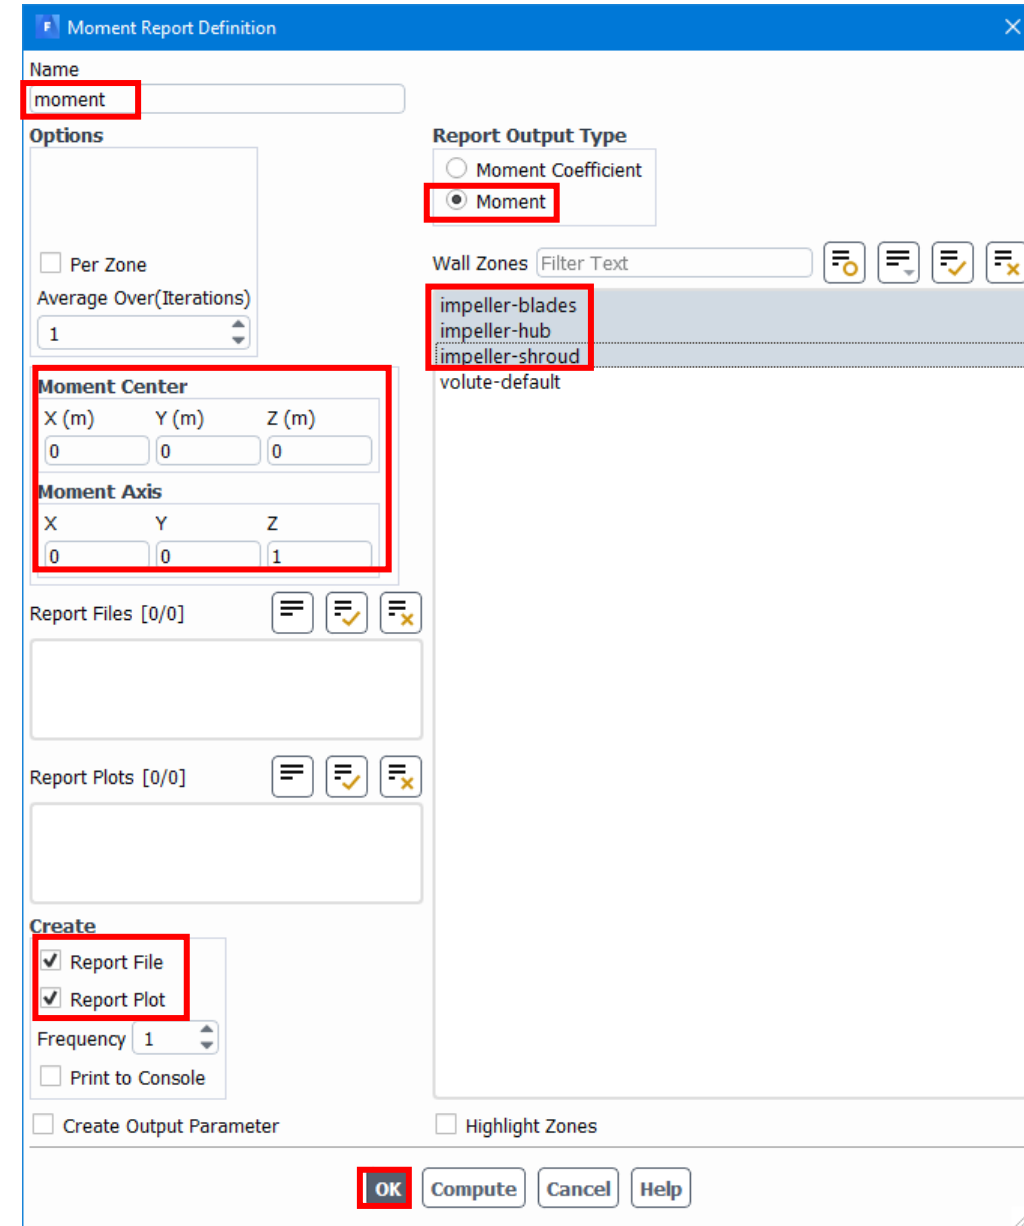 F Moment Report Definition
Name
moment
Options
Per Zone
Average Over(Iterations)
1
Moment Center
X (m) Y (m) Z (m)
0 0 0
Moment Axis
X Y Z
0 0 1
Report Files [0/0]
Report Plots [0/0]
Create
Report File
Report Plot
Frequency 1
Print to Console
Create Output Parameter
Report Output Type
Moment Coefficient
Moment
Wall Zones Filter Text
impeller-blades
impeller-hub
impeller-shroud
volute-default
Highlight Zones
OK Compute Cancel Help